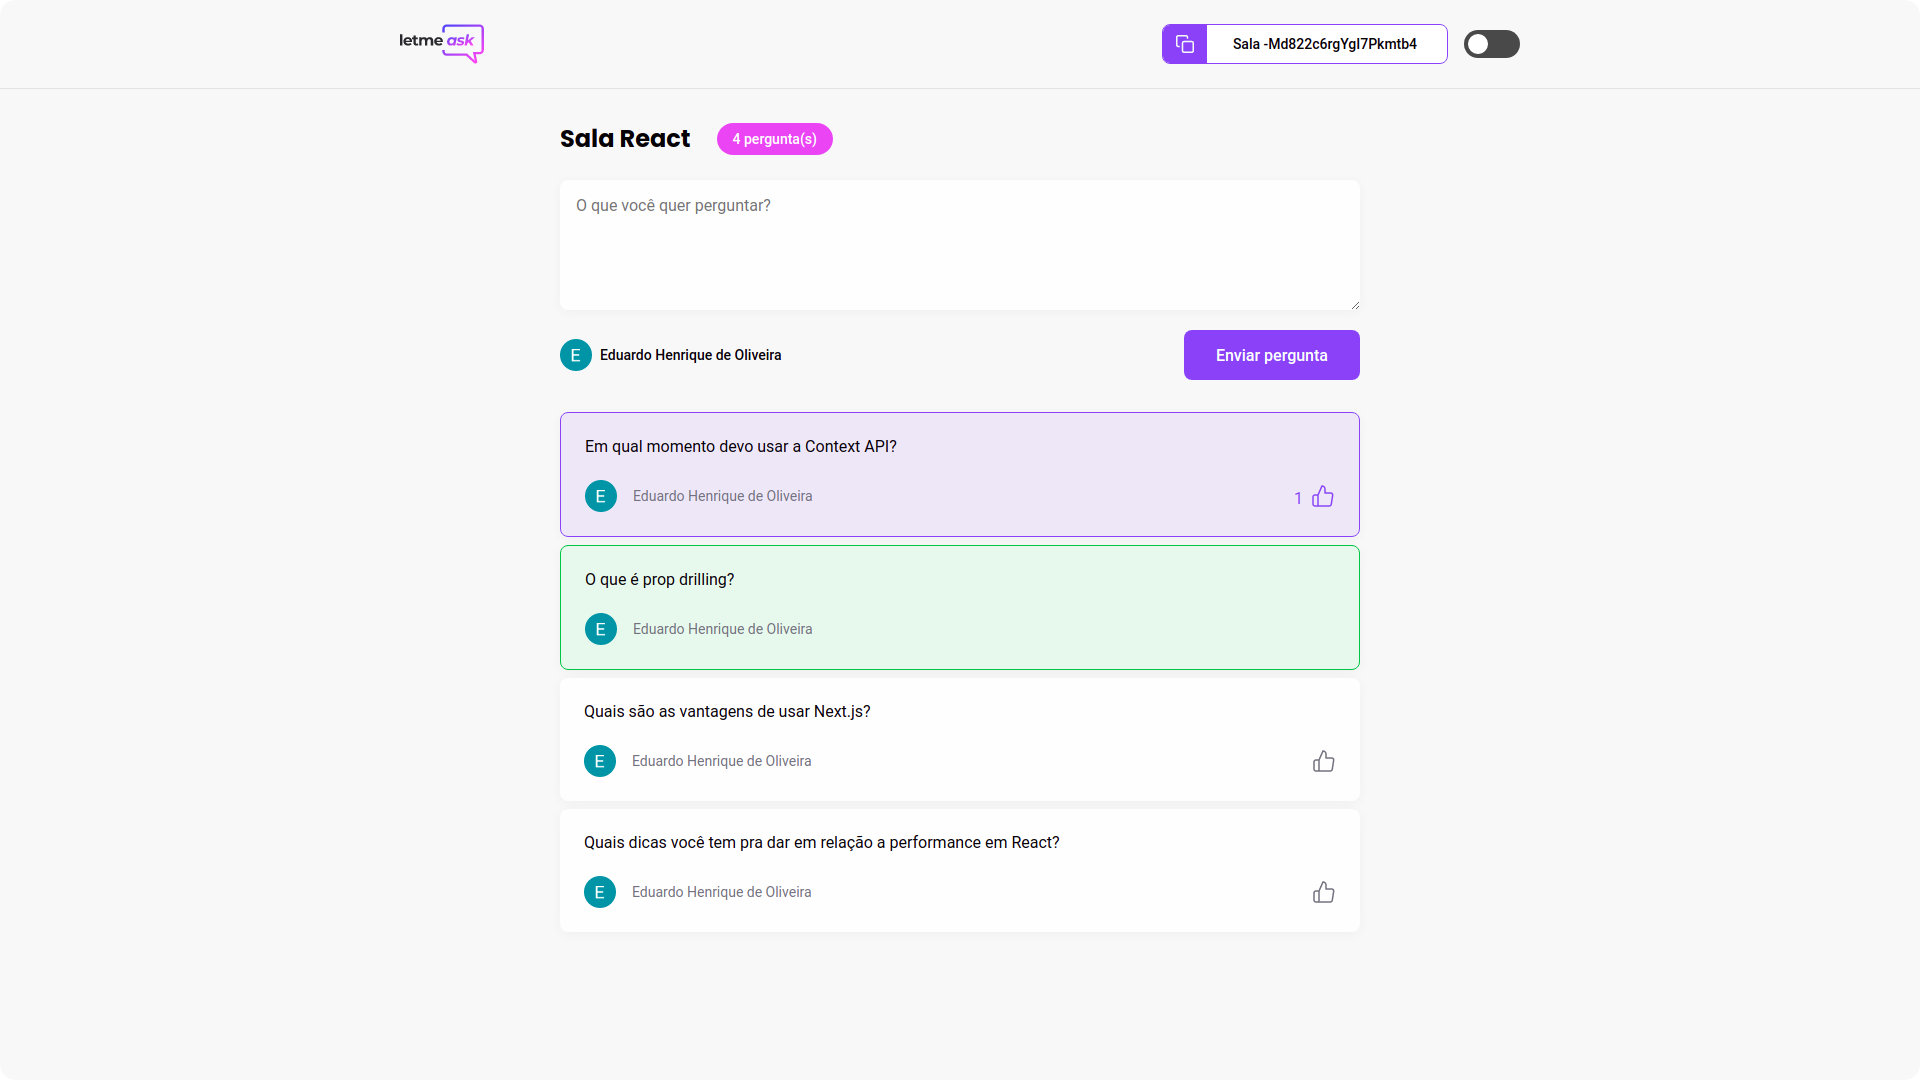 letme ask
Sala -Md822c6rgYgl7Pkmtb4
Sala React
4 pergunta(s)
O que você quer perguntar?
E Eduardo Henrique de Oliveira
Enviar pergunta
Em qual momento devo usar a Context API?
E Eduardo Henrique de Oliveira
1
O que é prop drilling?
E Eduardo Henrique de Oliveira
Quais são as vantagens de usar Next.js?
E Eduardo Henrique de Oliveira
Quais dicas você tem pra dar em relação a performance em React?
E Eduardo Henrique de Oliveira